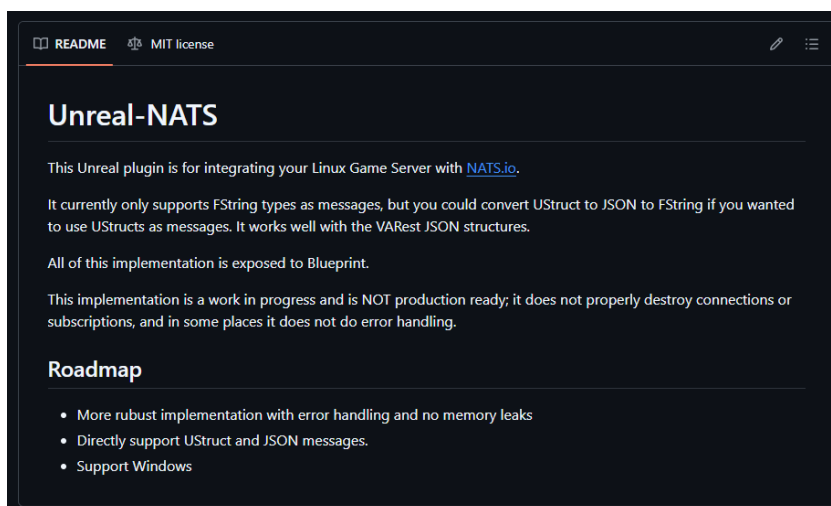 README MIT license
Unreal-NATS
This Unreal plugin is for integrating your Linux Game Server with NATS.io.
It currently only supports FString types as messages, but you could convert UStruct to JSON to FString if you wanted
to use UStructs as messages. It works well with the VARest JSON structures.
All of this implementation is exposed to Blueprint.
This implementation is a work in progress and is NOT production ready; it does not properly destroy connections or
subscriptions, and in some places it does not do error handling.
Roadmap
• More rubust implementation with error handling and no memory leaks
• Directly support UStruct and JSON messages.
• Support Windows